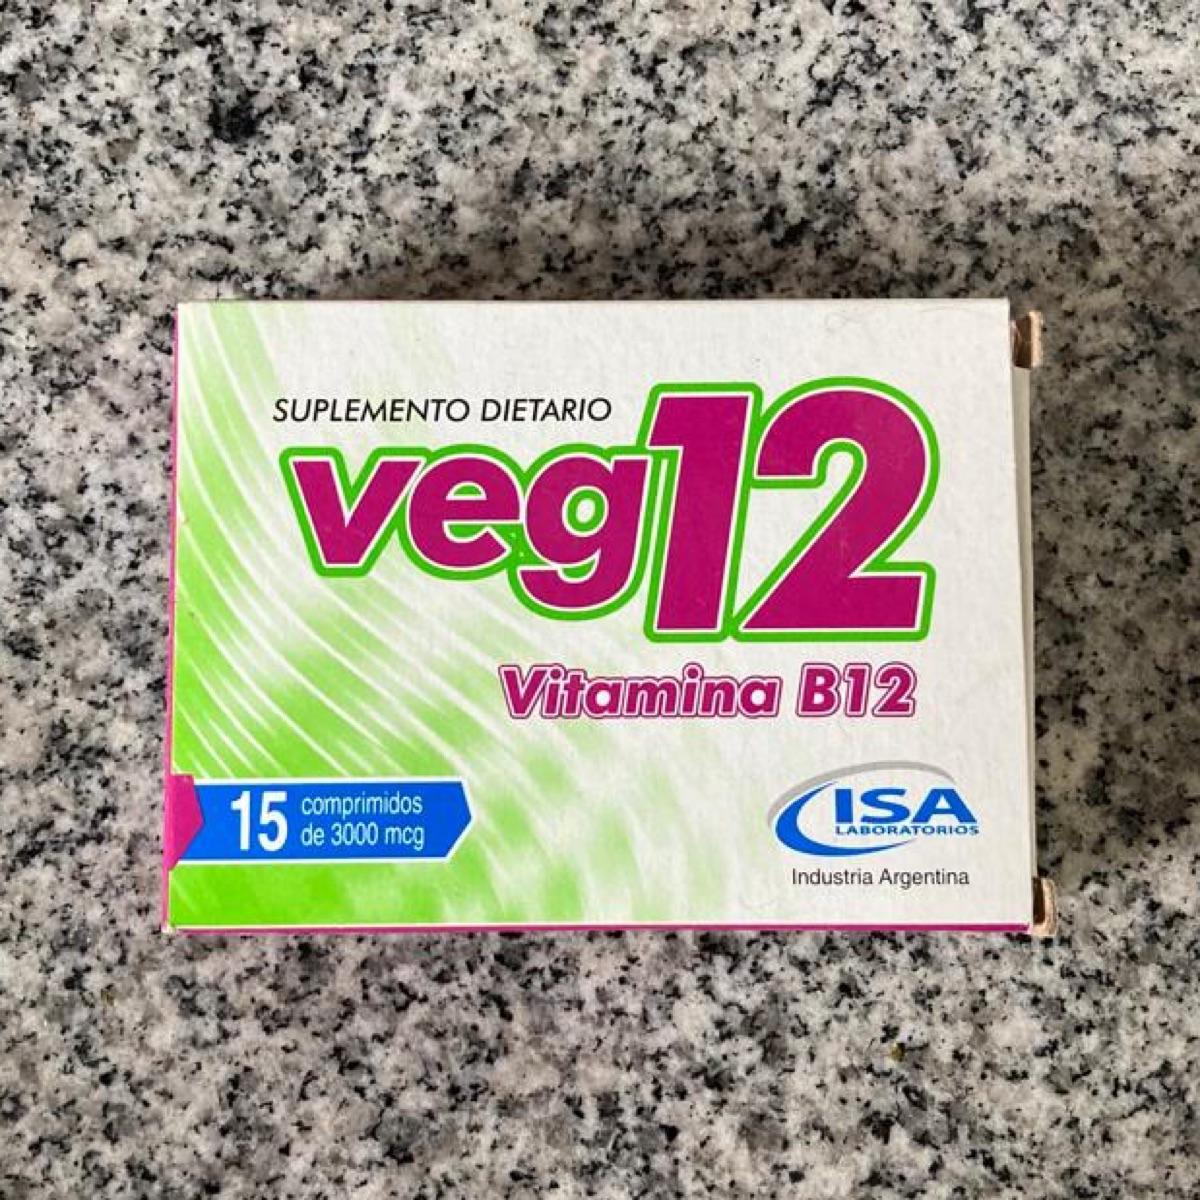 SUPLEMENTO DIETARIO
veg12
Vitamina B12
15 comprimidos
de 3000 mcg
ISA
LABORATORIOS
Industria Argentina